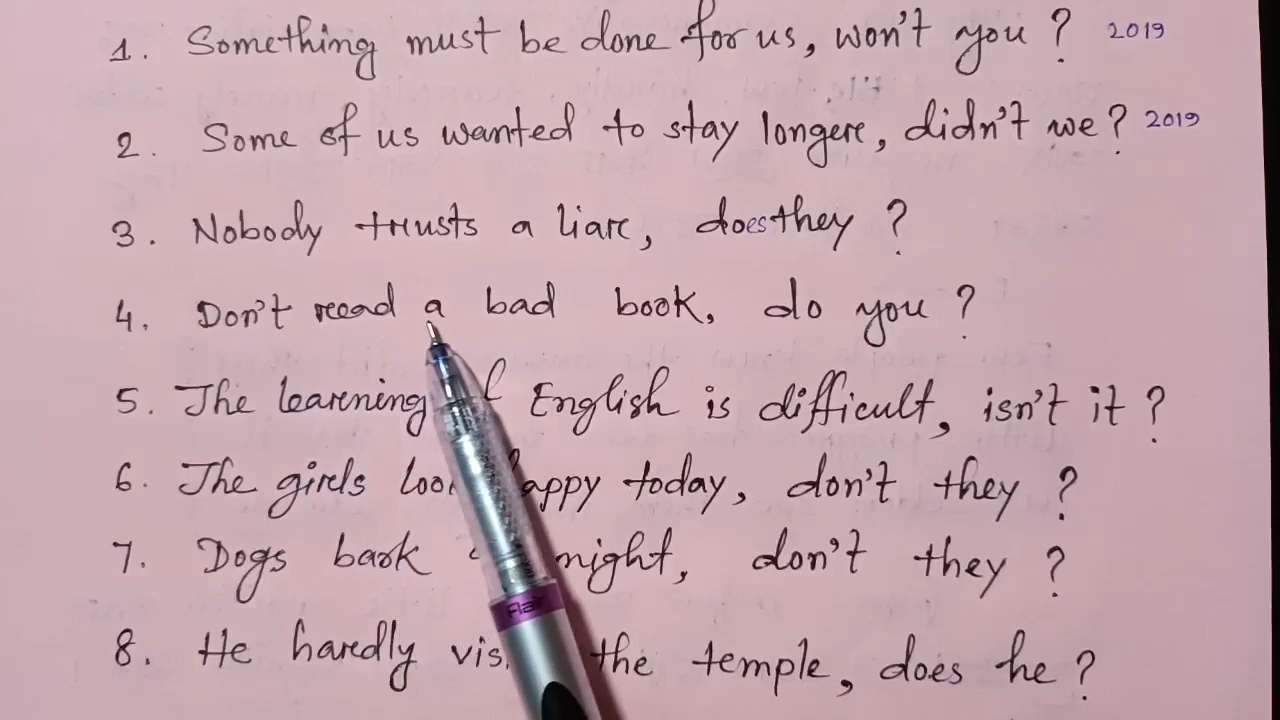 1. Something must be done for us, won't you ? 2019
2. Some of us wanted to stay longer, didn't we? 2019
3. Nobody trusts a liar, does they ?
4. Don't read a bad book, do you ?
5. The learning English is difficult, isn't it ?
6. The girls look happy today, don't they ?
7. Dogs bark night, don't they ?
8. He hardly the temple, does he ?
Flair